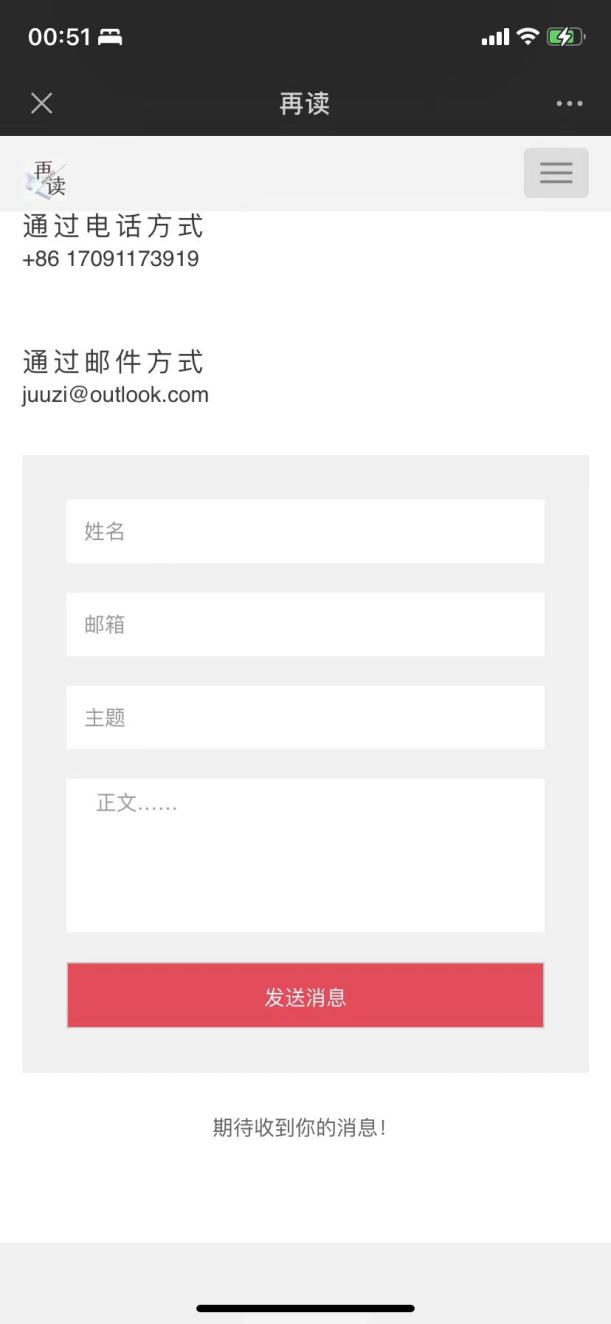 00:51
再读
再
读
通过电话方式
+86 17091173919
通过邮件方式
juuzi@outlook.com
姓名
邮箱
主题
正文……
发送消息
期待收到你的消息！